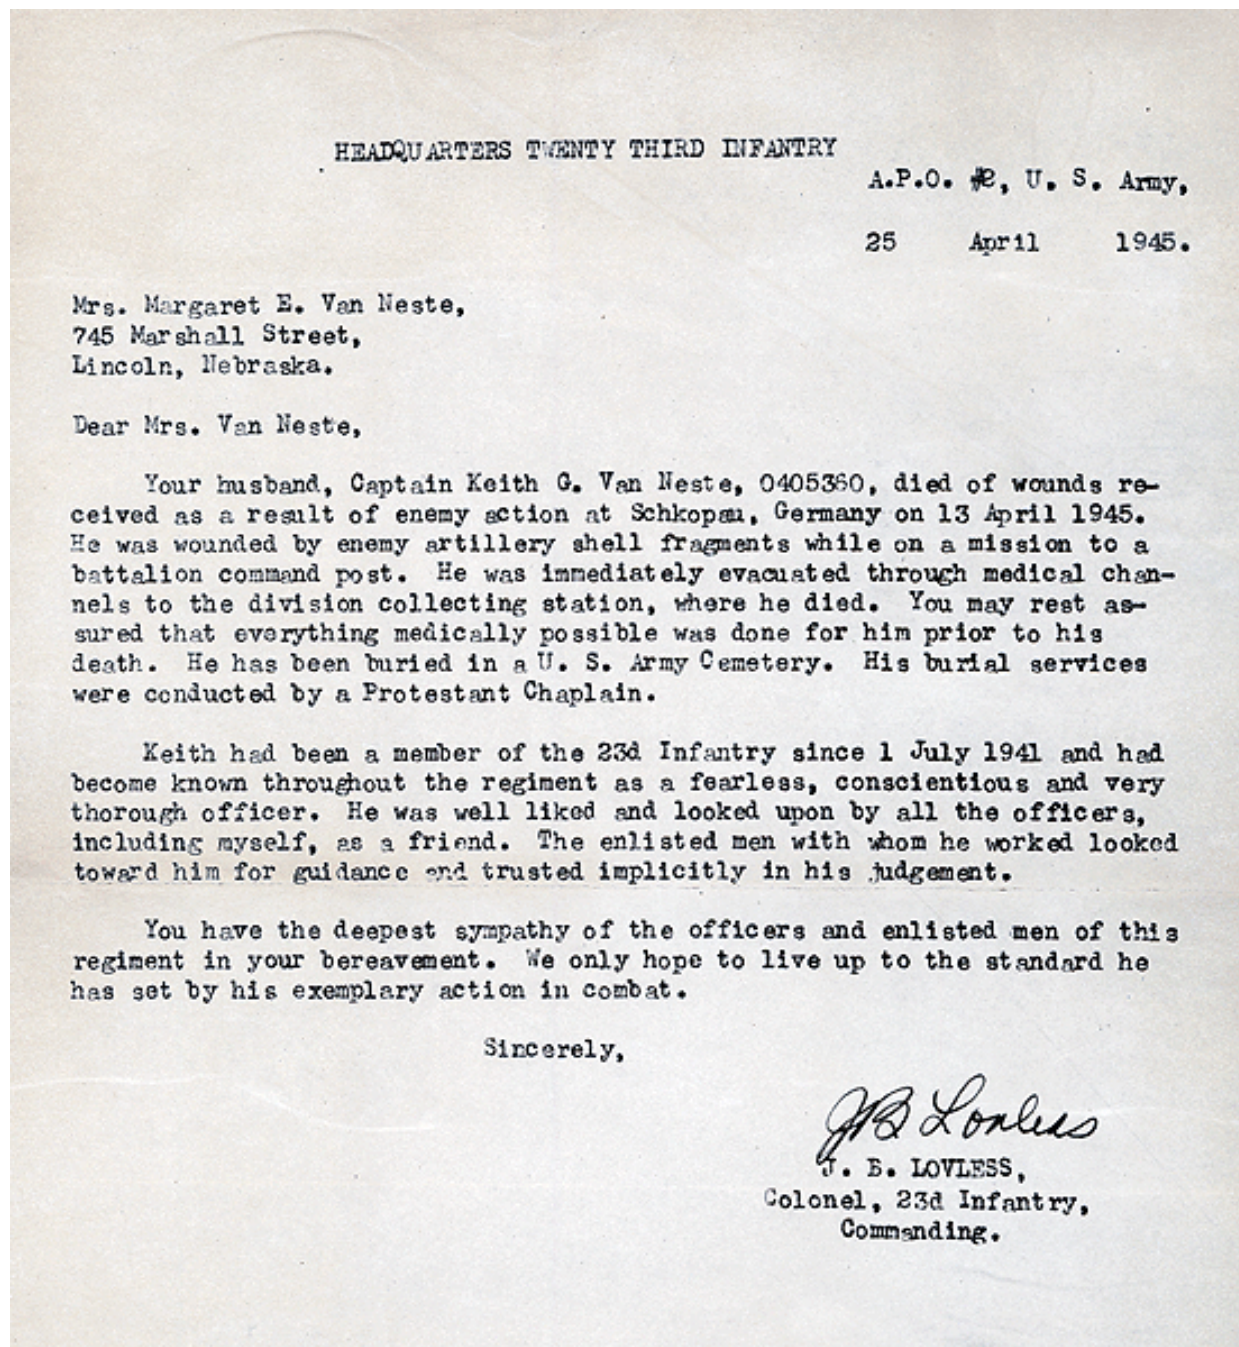 HEADQUARTERS TWENTY THIRD INFANTRY
A.P.O. #2, U. S. Army,
25 April 1945.
Mrs. Margaret E. Van Neste,
745 Marshall Street,
Lincoln, Nebraska.
Dear Mrs. Van Neste,
Your husband, Captain Keith G. Van Neste, 0405360, died of wounds re-
ceived as a result of enemy action at Schkopau, Germany on 13 April 1945.
He was wounded by enemy artillery shell fragments while on a mission to a
battalion command post. He was immediately evacuated through medical chan-
nels to the division collecting station, where he died. You may rest as-
sured that everything medically possible was done for him prior to his
death. He has been buried in a U. S. Army Cemetery. His burial services
were conducted by a Protestant Chaplain.
Keith had been a member of the 23d Infantry since 1 July 1941 and had
become known throughout the regiment as a fearless, conscientious and very
thorough officer. He was well liked and looked upon by all the officers,
including myself, as a friend. The enlisted men with whom he worked looked
toward him for guidance and trusted implicitly in his judgement.
You have the deepest sympathy of the officers and enlisted men of this
regiment in your bereavement. We only hope to live up to the standard he
has set by his exemplary action in combat.
Sincerely,
JB Lovless
J. B. LOVLESS,
Colonel, 23d Infantry,
Commanding.